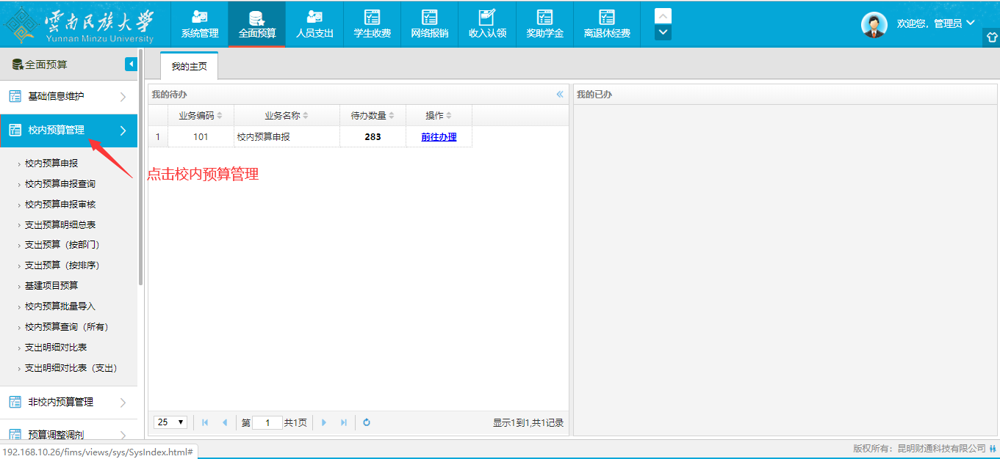 雲南民族大學
Yunnan Minzu University
系统管理
全面预算
人员支出
学生收费
网络报销
收入认领
奖助学金
离退休经费
欢迎您，管理员
全面预算
我的主页
基础信息维护
校内预算管理
校内预算申报
校内预算申报查询
校内预算申报审核
支出预算明细总表
支出预算（按部门）
支出预算（按排序）
基建项目预算
校内预算批量导入
校内预算查询（所有）
支出明细对比表
支出明细对比表（支出）
非校内预算管理
预算调整调剂
我的待办
业务编码 业务名称 待办数量 操作
1 101 校内预算申报 283 前往办理
点击校内预算管理
25 第 1 共1页 显示1到1,共1记录
我的已办
版权所有：昆明财通科技有限公司
192.168.10.26/fims/views/sys/SysIndex.html#